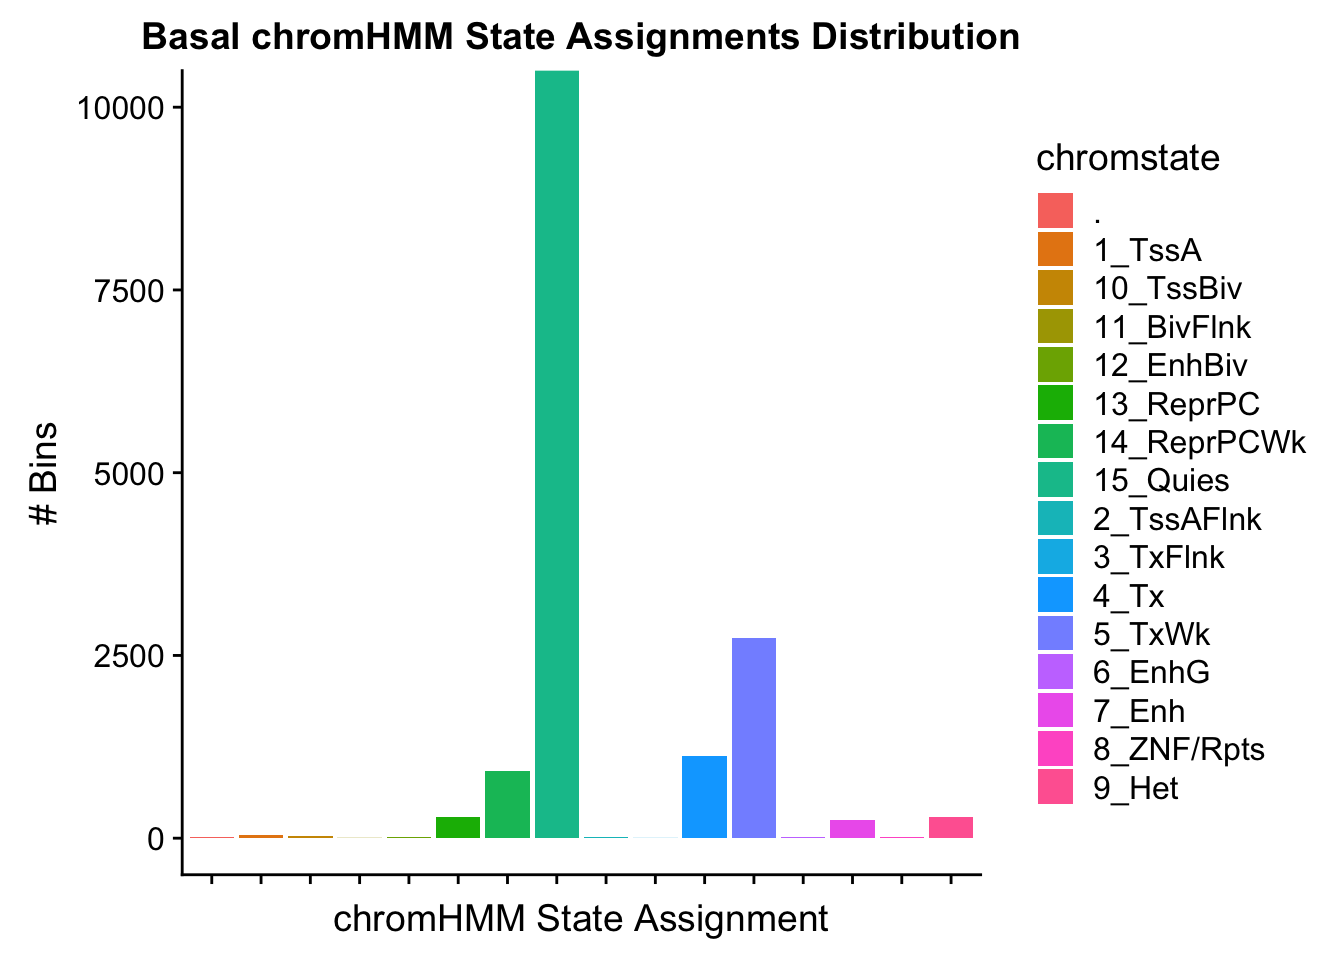 Basal chromHMM State Assignments Distribution
10000
7500
5000
2500
0
# Bins
chromHMM State Assignment
chromstate
.
1_TssA
10_TssBiv
11_BivFlnk
12_EnhBiv
13_ReprPC
14_ReprPCWk
15_Quies
2_TssAFlnk
3_TxFlnk
4_Tx
5_TxWk
6_EnhG
7_Enh
8_ZNF/Rpts
9_Het